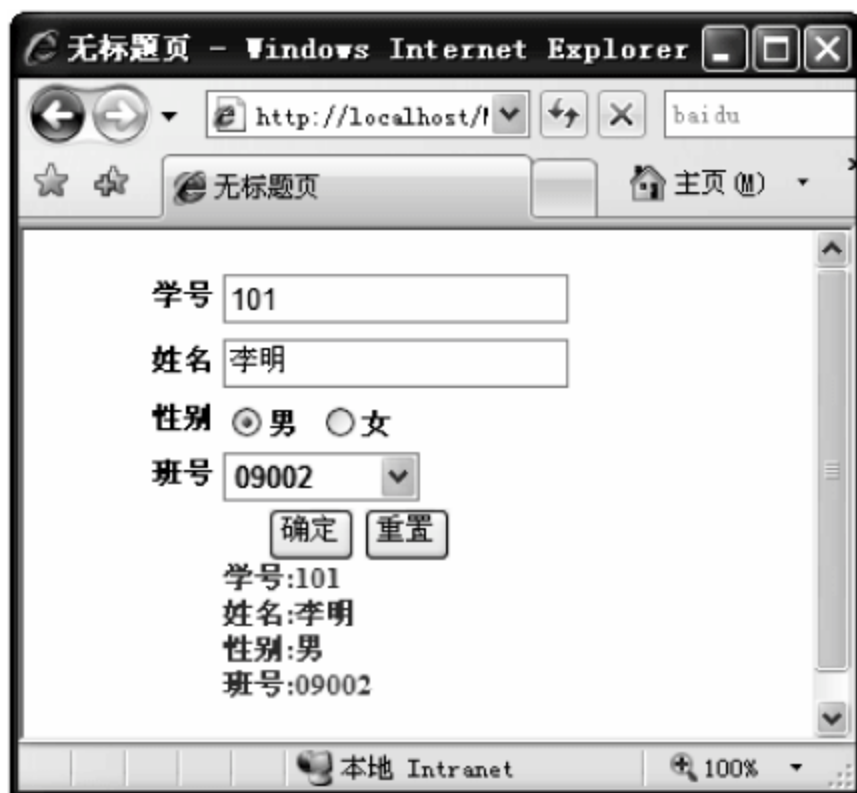 无标题页 - Windows Internet Explorer
http://localhost/ baidu
无标题页 主页(M)
学号 101
姓名 李明
性别 男 女
班号 09002
确定 重置
学号:101
姓名:李明
性别:男
班号:09002
本地 Intranet 100%